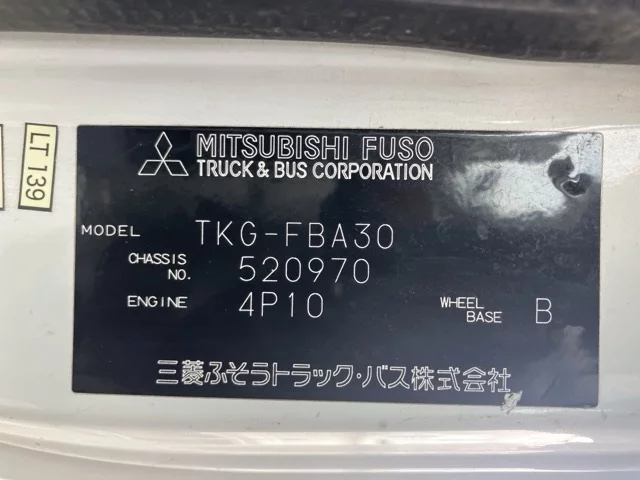 MITSUBISHI FUSO
TRUCK & BUS CORPORATION
LT 139
MODEL TKG-FBA30
CHASSIS NO. 520970
ENGINE 4P10 WHEEL BASE B
三菱ふそうトラック・バス株式会社